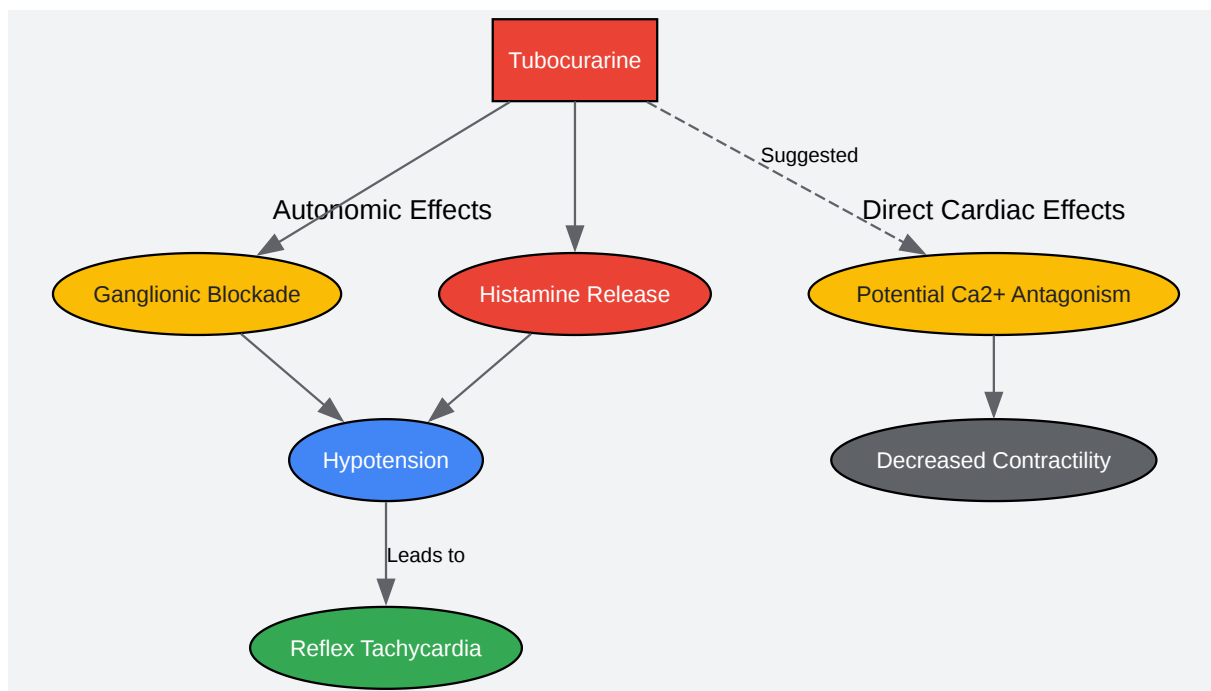 Tubocurarine
Suggested
Autonomic Effects
Direct Cardiac Effects
Ganglionic Blockade
Histamine Release
Potential Ca2+ Antagonism
Hypotension
Decreased Contractility
Leads to
Reflex Tachycardia